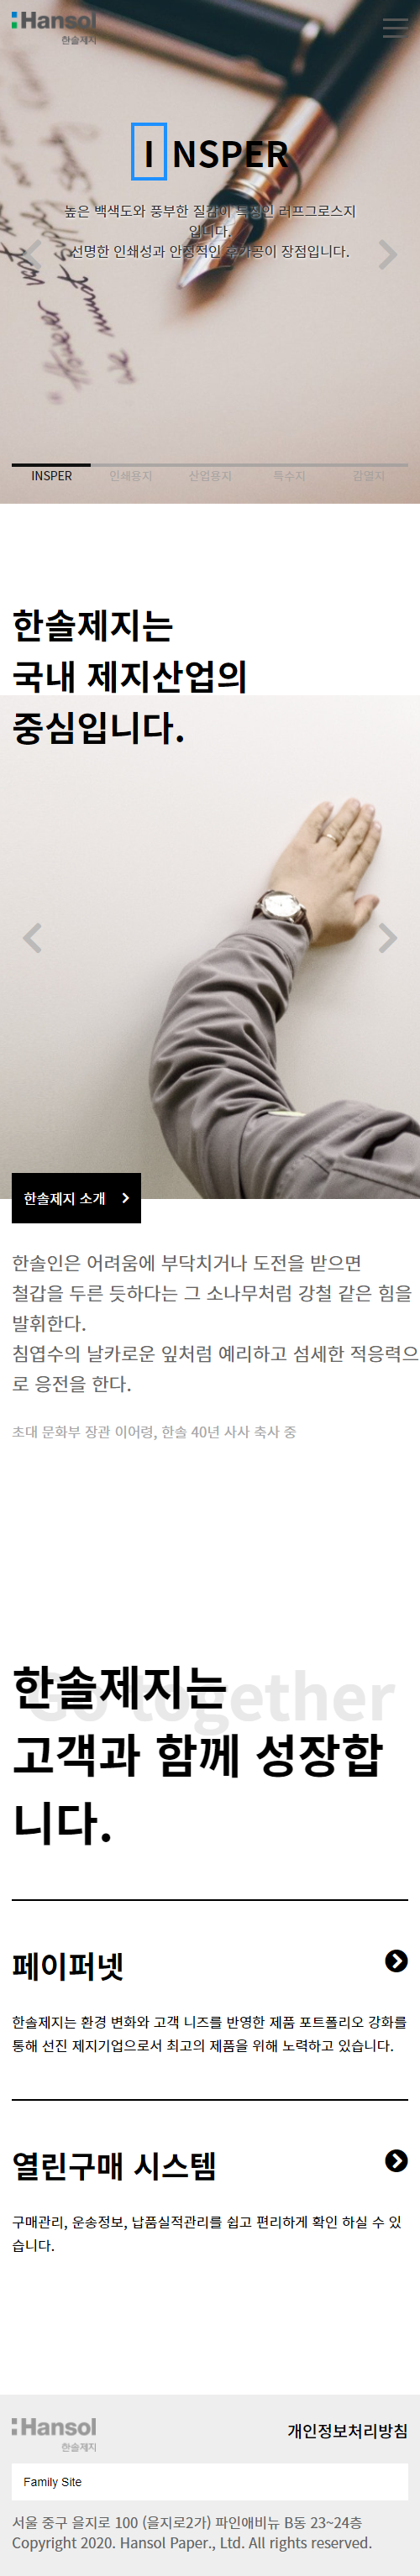 Hansol
한솔제지
INSPER
높은 백색도와 풍부한 질감이 특징인 러프그로스지
입니다.
선명한 인쇄성과 안정적인 후가공이 장점입니다.
INSPER 인쇄용지 산업용지 특수지 감열지
한솔제지는
국내 제지산업의
중심입니다.
한솔제지 소개
한솔인은 어려움에 부닥치거나 도전을 받으면
철갑을 두른 듯하다는 그 소나무처럼 강철 같은 힘을
발휘한다.
침엽수의 날카로운 잎처럼 예리하고 섬세한 적응력으
로 응전을 한다.
초대 문화부 장관 이어령, 한솔 40년 사사 축사 중
Go together
한솔제지는
고객과 함께 성장합
니다.
페이퍼넷
한솔제지는 환경 변화와 고객 니즈를 반영한 제품 포트폴리오 강화를
통해 선진 제지기업으로서 최고의 제품을 위해 노력하고 있습니다.
열린구매 시스템
구매관리, 운송정보, 납품실적관리를 쉽고 편리하게 확인 하실 수 있
습니다.
Hansol
한솔제지
개인정보처리방침
Family Site
서울 중구 을지로 100 (을지로2가) 파인애비뉴 B동 23~24층
Copyright 2020. Hansol Paper., Ltd. All rights reserved.